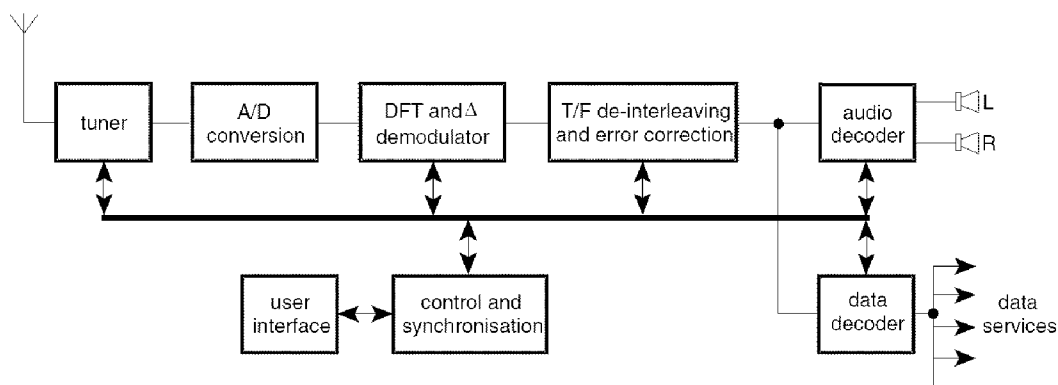 tuner
A/D
conversion
DFT and Δ
demodulator
T/F de-interleaving
and error correction
audio
decoder
L
R
user
interface
control and
synchronisation
data
decoder
data
services